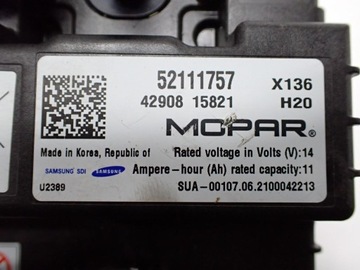 52111757 X136
42908 15821 H20
MOPAR®
Made in Korea, Republic of Rated voltage in Volts (V):14
SAMSUNG SDI SAMSUNG Ampere-hour (Ah) rated capacity:11
U2389 SUA-00107.06.2100042213